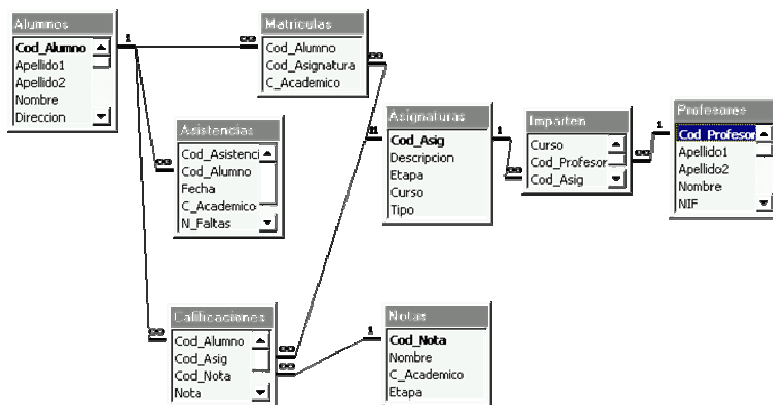 Alumnos
Cod_Alumno
Apellido1
Apellido2
Nombre
Direccion
1
∞
Matriculas
Cod_Alumno
Cod_Asignatura
C_Academico
∞
Asistencias
Cod_Asistenci
Cod_Alumno
Fecha
C_Academico
N_Faltas
∞
Asignaturas
Cod_Asig
Descripcion
Etapa
Curso
Tipo
1
∞
Imparten
Curso
Cod_Profesor
Cod_Asig
∞
1
Profesores
Cod_Profesor
Apellido1
Apellido2
Nombre
NIF
Calificaciones
Cod_Alumno
Cod_Asig
Cod_Nota
Nota
∞
∞
∞
1
Notas
Cod_Nota
Nombre
C_Academico
Etapa